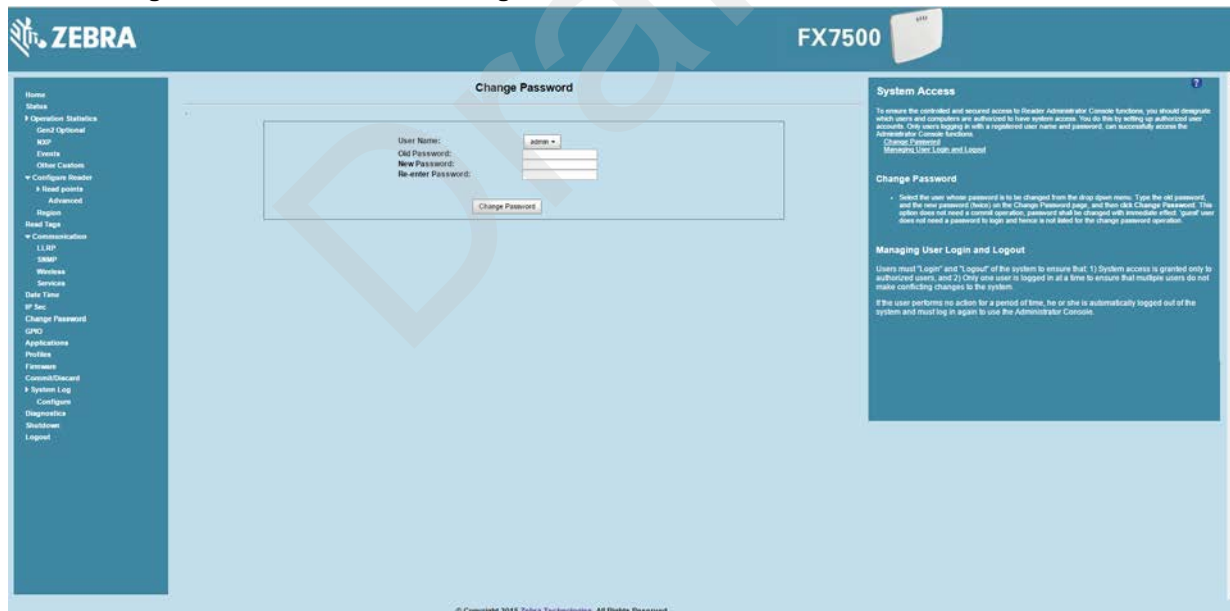 ZEBRA
FX7500
Home
Status
Operation Statistics
Gen2 Optional
NXP
Events
Other Custom
Configure Reader
Read points
Advanced
Region
Read Tags
Communication
LLRP
SNMP
Wireless
Services
Date Time
IP Sec
Change Password
GPIO
Applications
Profiles
Firmware
Commit/Discard
System Log
Configure
Diagnostics
Shutdown
Logout
Change Password
User Name: admin
Old Password:
New Password:
Re-enter Password:
Change Password
?
System Access
To ensure the controlled and secured access to Reader Administrator Console functions, you should designate
which users and computers are authorized to have system access. You do this by setting up authorized user
accounts. Only users logging in with a registered user name and password, can successfully access the
Administrator Console functions.
Change Password
Managing User Login and Logout
Change Password
Select the user whose password is to be changed from the drop down menu. Type the old password,
and the new password (twice) on the Change Password page, and then click Change Password. This
option does not need a commit operation, password shall be changed with immediate effect. 'guest' user
does not need a password to login and hence is not listed for the change password operation.
Managing User Login and Logout
Users must "Login" and "Logout" of the system to ensure that: 1) System access is granted only to
authorized users, and 2) Only one user is logged in at a time to ensure that multiple users do not
make conflicting changes to the system.
If the user performs no action for a period of time, he or she is automatically logged out of the
system and must log in again to use the Administrator Console.
© Copyright 2015 Zebra Technologies. All Rights Reserved.